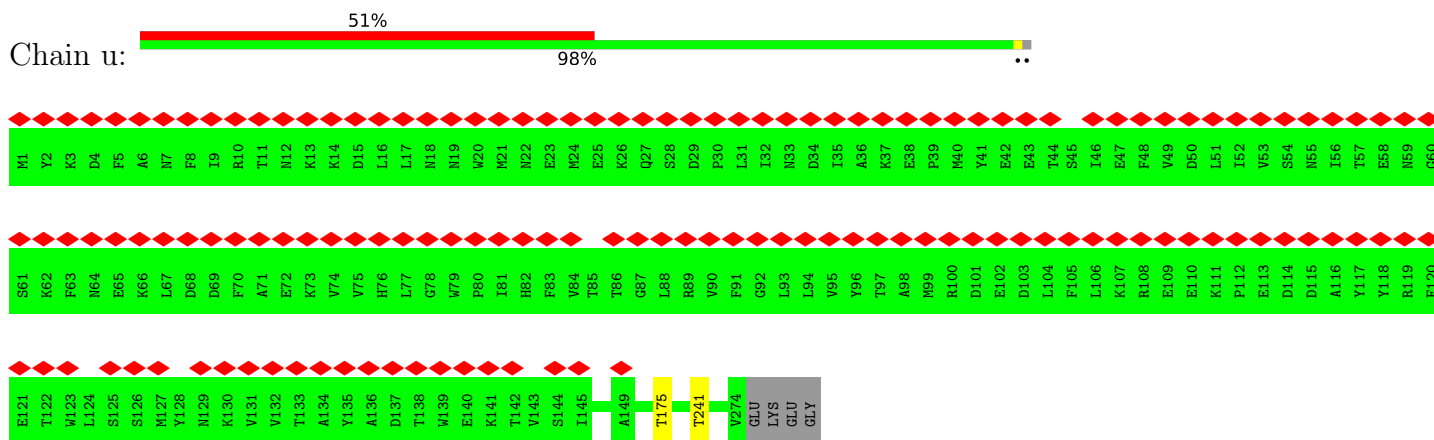 51%
Chain u:
98%
M1 Y2 K3 D4 F5 A6 N7 F8 I9 R10 T11 N12 K13 K14 D15 L16 L17 N18 N19 W20 M21 N22 E23 M24 E25 K26 Q27 S28 D29 P30 L31 I32 N33 D34 I35 A36 K37 E38 P39 M40 Y41 E42 E43 T44 S45 I46 E47 F48 V49 D50 L51 I52 V53 S54 N55 I56 T57 E58 N59 G60
S61 K62 F63 N64 E65 K66 L67 D68 D69 F70 A71 E72 K73 V74 V75 H76 L77 G78 W79 P80 I81 H82 F83 V84 T85 T86 G87 L88 R89 V90 F91 G92 L93 L94 V95 Y96 T97 A98 M99 R100 D101 E102 D103 L104 F105 L106 K107 R108 E109 E110 K111 P112 E113 D114 D115 A116 Y117 Y118 R119
E121 T122 W123 L124 S125 S126 M127 Y128 N129 K130 V131 V132 T133 A134 Y135 A136 D137 T138 W139 E140 K141 T142 V143 S144 I145 A149 T175 T241 V274 GLU LYS GLU GLY